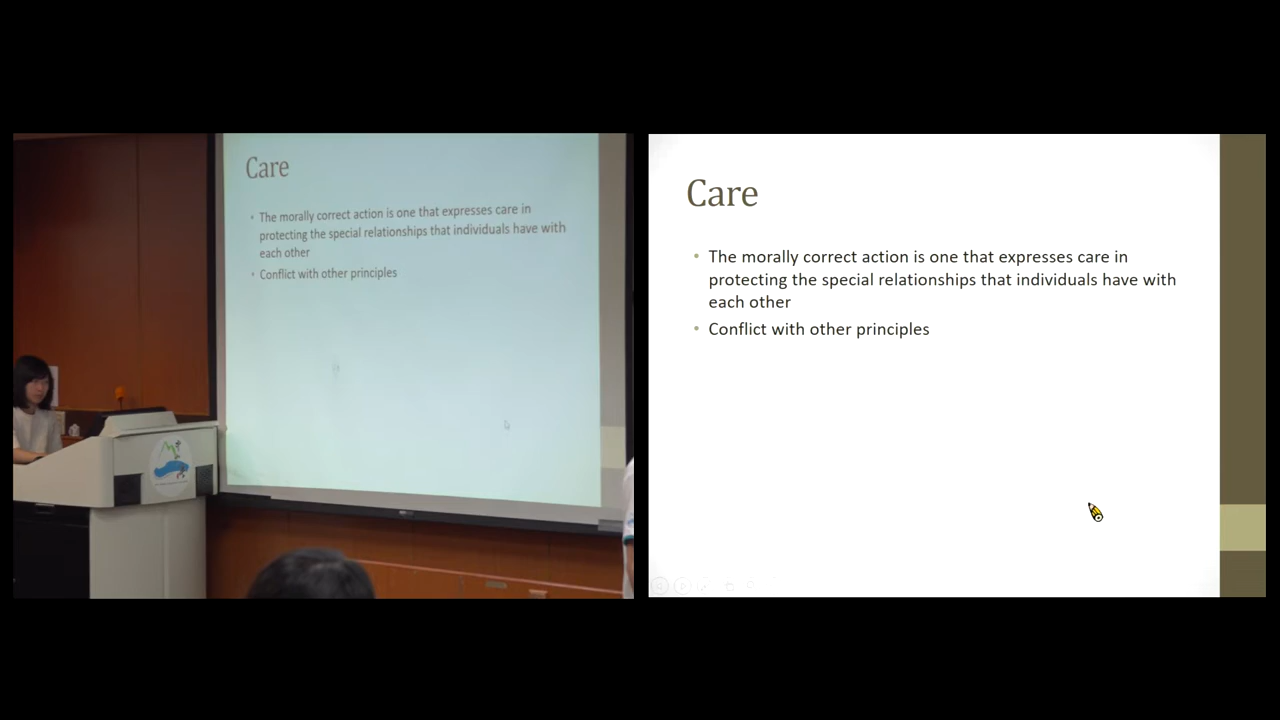 Care
• The morally correct action is one that expresses care in
protecting the special relationships that individuals have with
each other
• Conflict with other principles
Care
• The morally correct action is one that expresses care in
protecting the special relationships that individuals have with
each other
• Conflict with other principles